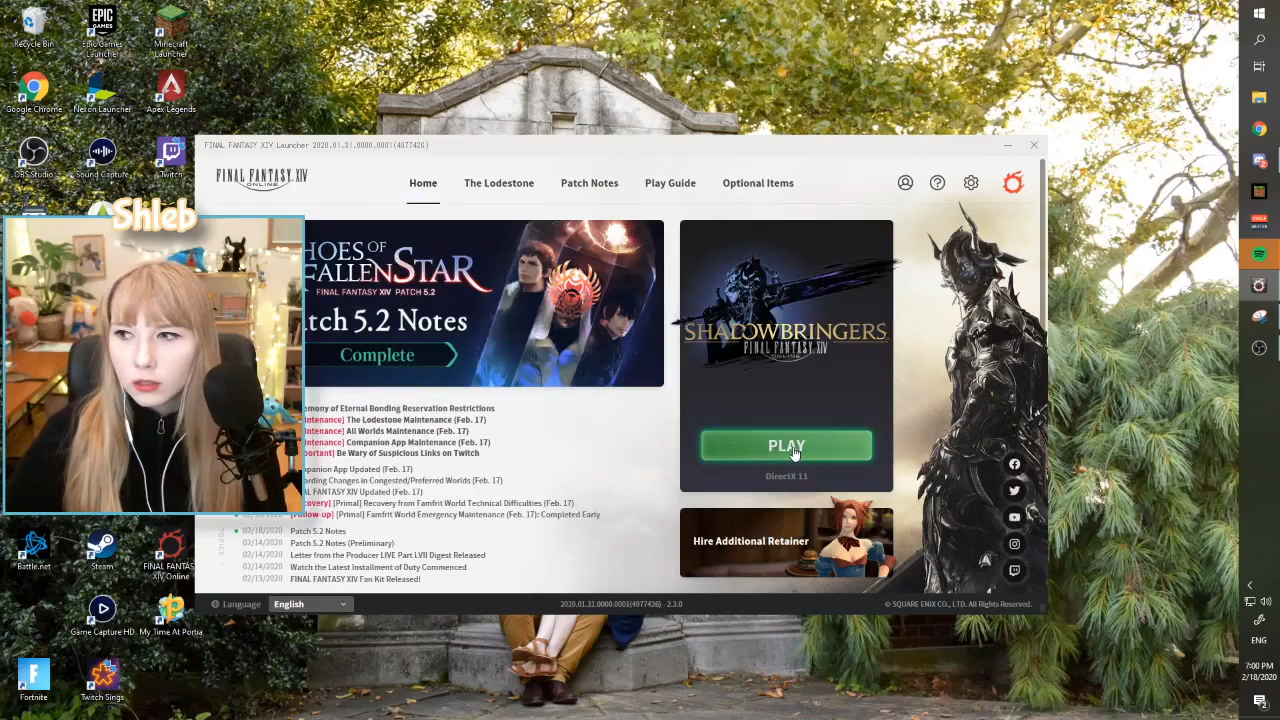 Recycle Bin
Epic Games
Launcher
Minecraft
Launcher
EPIC
GAMES
Google Chrome
Nexon Launcher
Apex Legends
OBS Studio
Sound Capture
Twitch
Shleb
Battle.net
Steam
FINAL FANTASY
XIV Online
Game Capture HD
My Time At Portia
Fortnite
Twitch Sings
FINAL FANTASY XIV Launcher 2020.01.31.0000.0001(4977426)
FINAL FANTASY XIV
ONLINE
Home
The Lodestone
Patch Notes
Play Guide
Optional Items
HOES OF
FALLEN STAR
FINAL FANTASY XIV PATCH 5.2
tch 5.2 Notes
Complete
SHADOWBRINGERS
FINAL FANTASY XIV
ONLINE
PLAY
DirectX 11
Hire Additional Retainer
emony of Eternal Bonding Reservation Restrictions
ntenance] The Lodestone Maintenance (Feb. 17)
ntenance] All Worlds Maintenance (Feb. 17)
ntenance] Companion App Maintenance (Feb. 17)
portant] Be Wary of Suspicious Links on Twitch
panion App Updated (Feb. 17)
arding Changes in Congested/Preferred Worlds (Feb. 17)
AL FANTASY XIV Updated (Feb. 17)
covery] [Primal] Recovery from Famfrit World Technical Difficulties (Feb. 17)
[Follow-up] [Primal] Famfrit World Emergency Maintenance (Feb. 17): Completed Early
TOPICS
02/18/2020 Patch 5.2 Notes
02/14/2020 Patch 5.2 Notes (Preliminary)
02/14/2020 Letter from the Producer LIVE Part LVII Digest Released
02/14/2020 Watch the Latest Installment of Duty Commenced
02/13/2020 FINAL FANTASY XIV Fan Kit Released!
Language
English
2020.01.31.0000.0001(4977426) - 2.3.0
© SQUARE ENIX CO., LTD. All Rights Reserved.
ENG
7:00 PM
2/18/2020
2